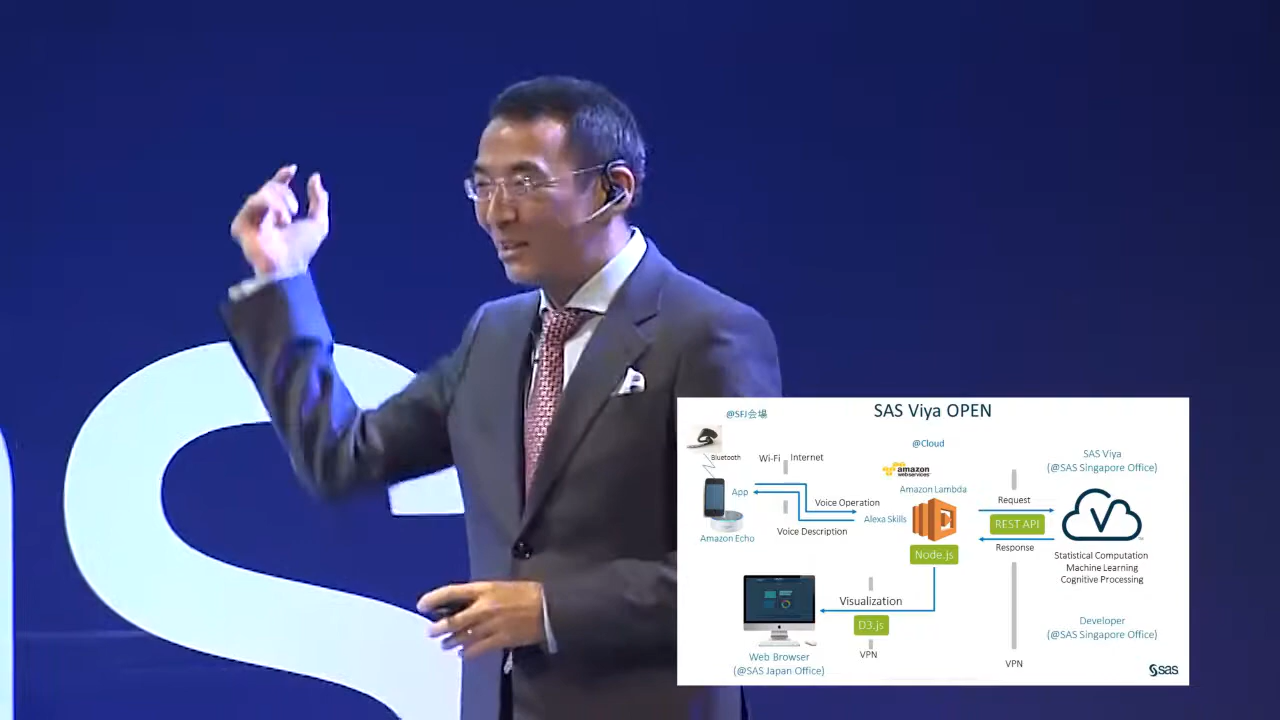 SAS Viya OPEN
@SFJ会場
@Cloud
SAS Viya
(@SAS Singapore Office)
Bluetooth
Wi-Fi
Internet
amazon
web services
App
Voice Operation
Amazon Lambda
Request
Alexa Skills
REST API
Voice Description
Amazon Echo
Response
Node.js
Statistical Computation
Machine Learning
Cognitive Processing
Visualization
D3.js
VPN
Developer
(@SAS Singapore Office)
Web Browser
(@SAS Japan Office)
VPN
sas